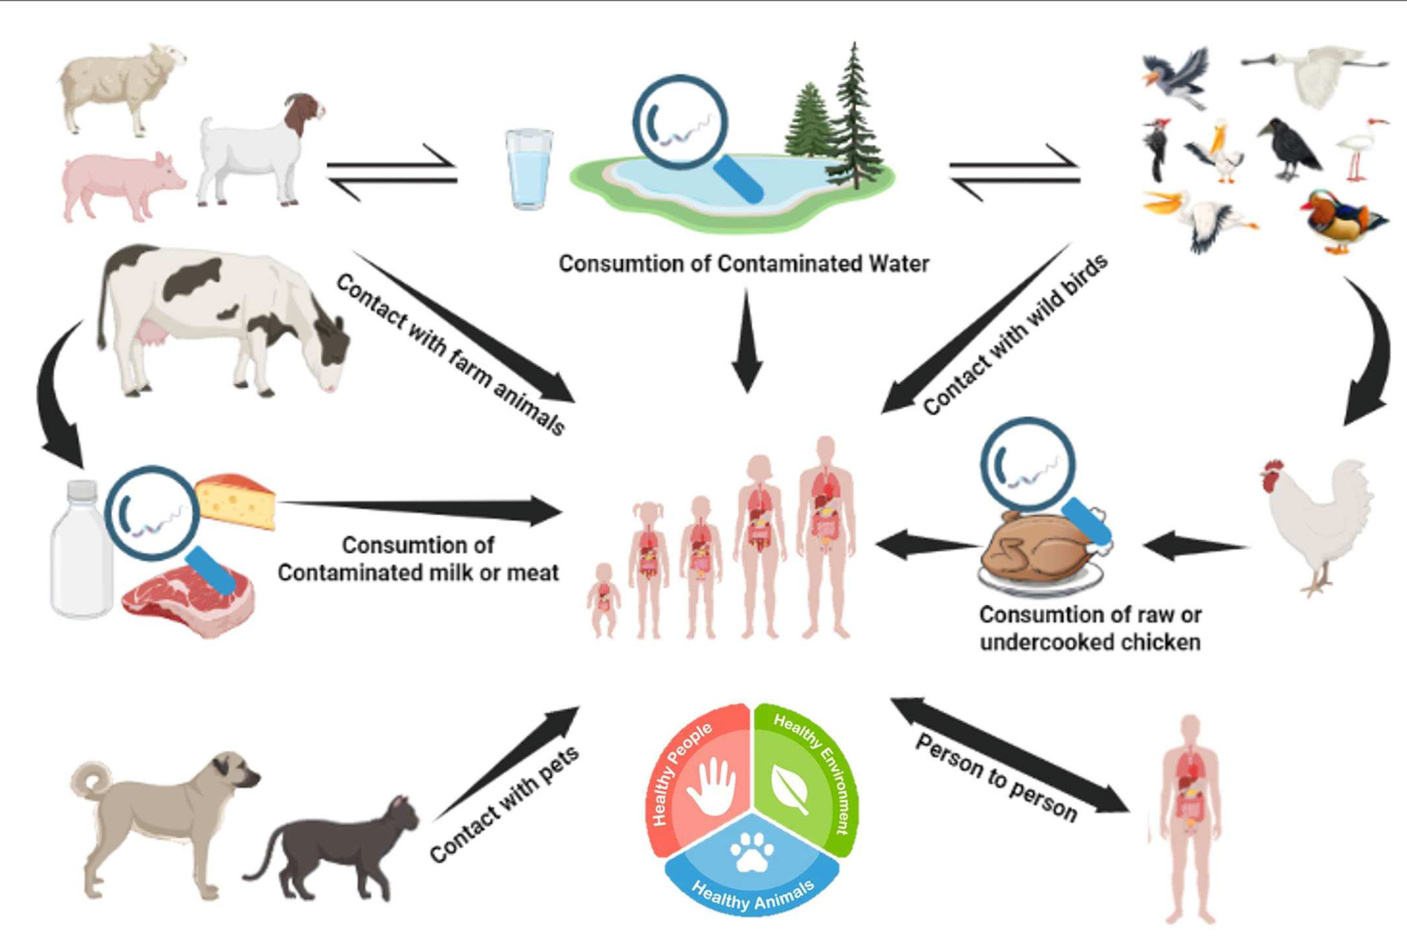 Consumtion of Contaminated Water
Contact with farm animals
Contact with wild birds
Consumtion of
Contaminated milk or meat
Consumtion of raw or
undercooked chicken
Contact with pets
Healthy People
Healthy Environment
Healthy Animals
Person to person